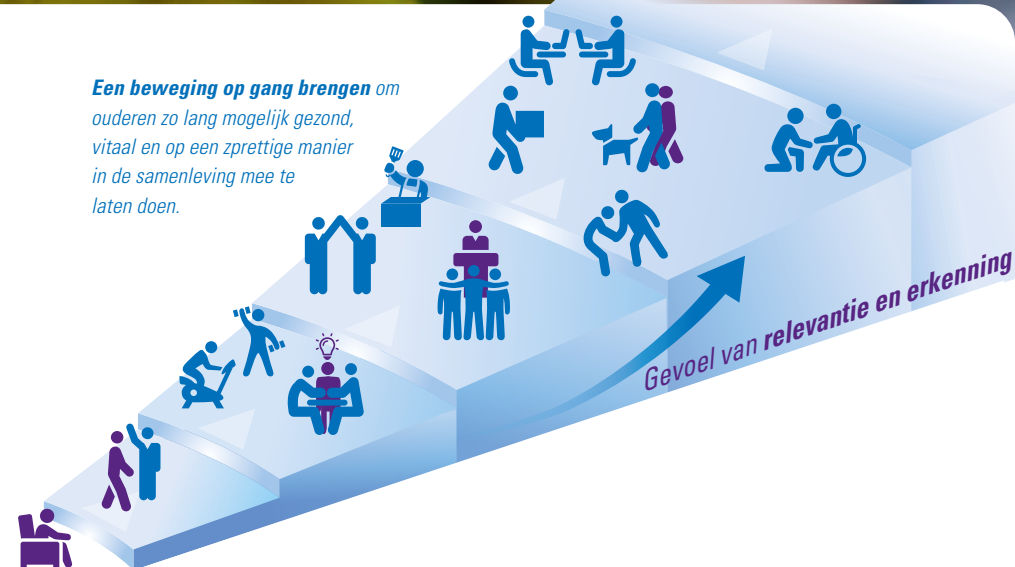 Een beweging op gang brengen om
ouderen zo lang mogelijk gezond,
vitaal en op een zprettige manier
in de samenleving mee te
laten doen.
Gevoel van relevantie en erkenning